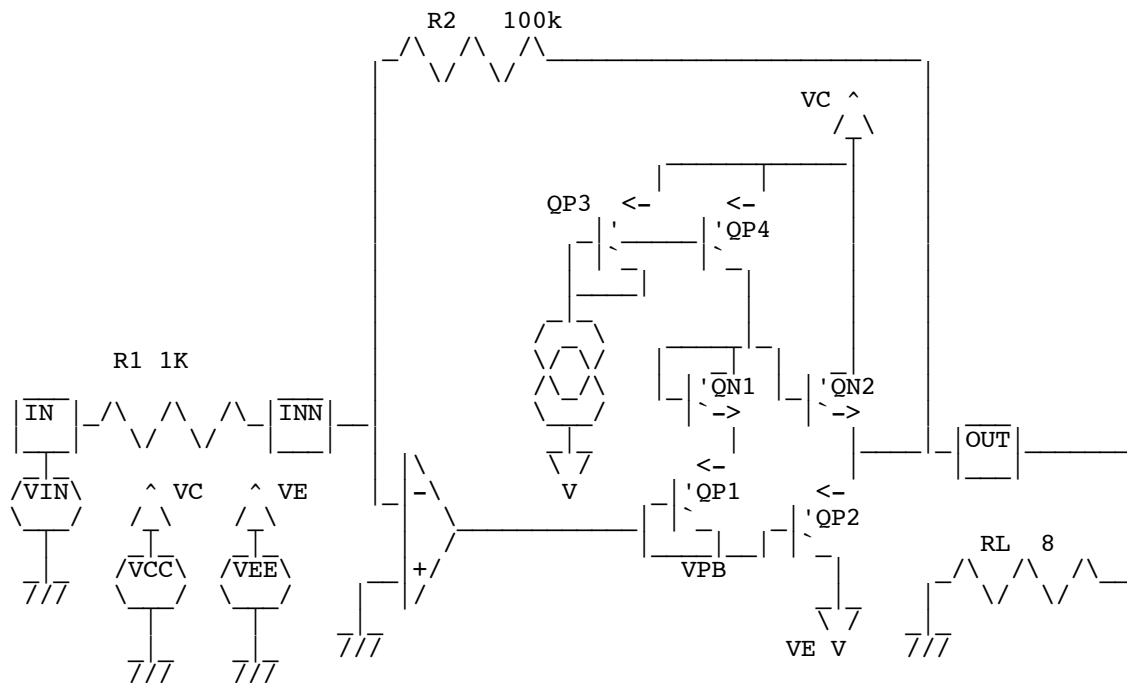 R2 100k
VC
QP3
QP4
R1 1K
QN1 QN2
IN INN
OUT
VIN VC VE V
QP1
QP2
-
VCC VEE + VPB RL 8
VE V